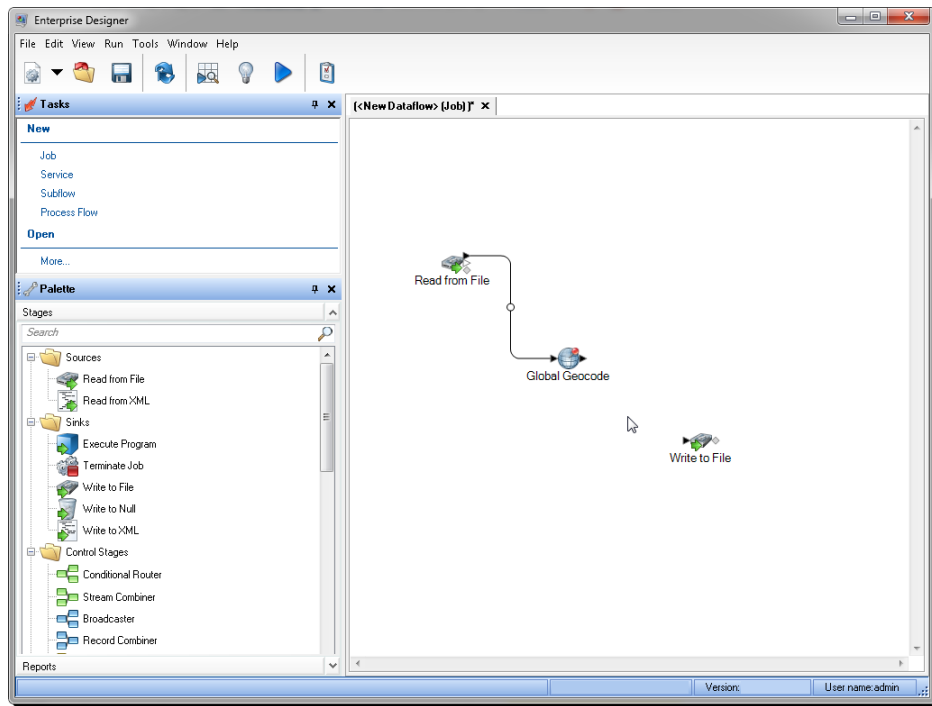 Enterprise Designer
File Edit View Run Tools Window Help
Tasks
New
Job
Service
Subflow
Process Flow
Open
More...
Palette
Stages
Search
Sources
Read from File
Read from XML
Sinks
Execute Program
Terminate Job
Write to File
Write to Null
Write to XML
Control Stages
Conditional Router
Stream Combiner
Broadcaster
Record Combiner
Reports
(<New Dataflow> (Job) )*
Read from File
Global Geocode
Write to File
Version:
User name:admin